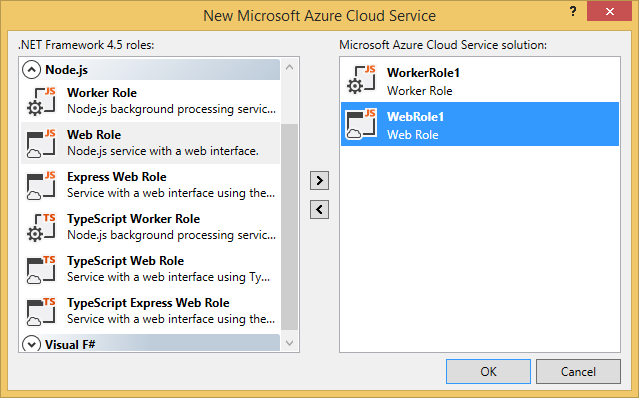 New Microsoft Azure Cloud Service
?
.NET Framework 4.5 roles:
Node.js
JS
Worker Role
Node.js background processing servic...
JS
Web Role
Node.js service with a web interface.
JS
Express Web Role
Service with a web interface using the...
TS
TypeScript Worker Role
Node.js background processing servic...
TS
TypeScript Web Role
Service with a web interface using Ty...
TS
TypeScript Express Web Role
Service with a web interface using the...
Visual F#
Microsoft Azure Cloud Service solution:
JS
WorkerRole1
Worker Role
JS
WebRole1
Web Role
OK
Cancel